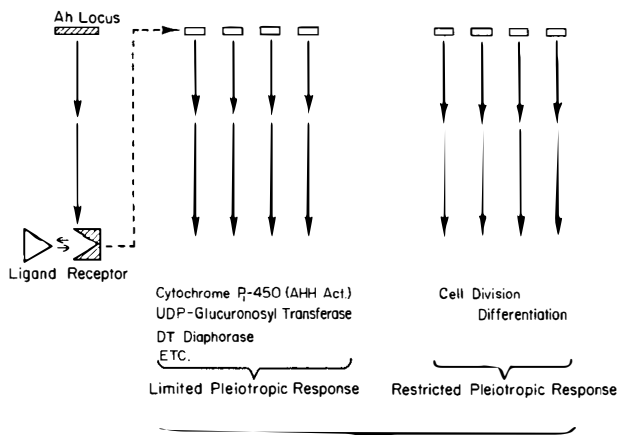 Ah Locus
Ligand Receptor
Cytochrome P₁-450 (AHH Act.)
UDP-Glucuronosyl Transferase
DT Diaphorase
ETC.
Limited Pleiotropic Response
Cell Division
Differentiation
Restricted Pleiotropic Response